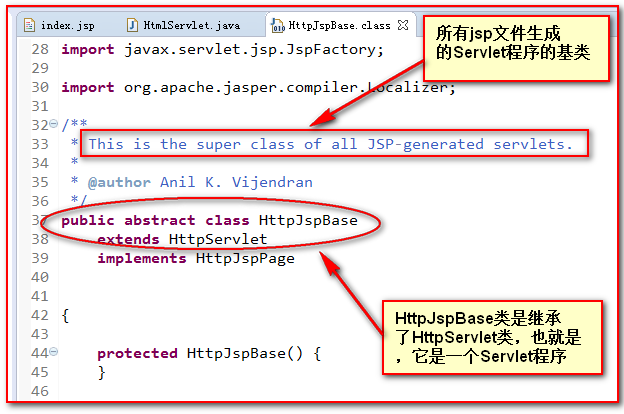 index.jsp HtmlServlet.java HttpJspBase.class
所有jsp文件生成
的Servlet程序的基类
28 import javax.servlet.jsp.JspFactory;
29
30 import org.apache.jasper.compiler.Localizer;
31
32 /**
33 * This is the super class of all JSP-generated servlets.
34 *
35 * @author Anil K. Vijendran
36 */
37 public abstract class HttpJspBase
38 extends HttpServlet
39 implements HttpJspPage
40
41
42 {
43
44 protected HttpJspBase() {
45 }
46
HttpJspBase类是继承
了HttpServlet类，也就是
，它是一个Servlet程序